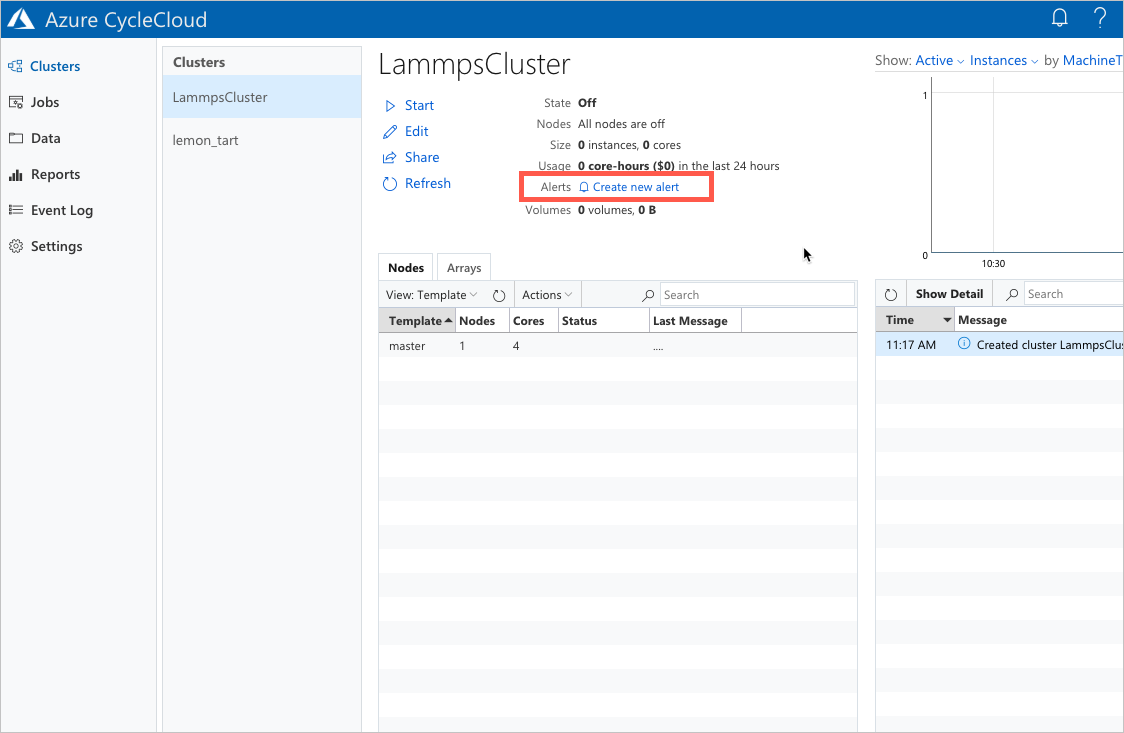 Azure CycleCloud
?
Clusters
Jobs
Data
Reports
Event Log
Settings
Clusters
LammpsCluster
lemon_tart
LammpsCluster
Start
Edit
Share
Refresh
State Off
Nodes All nodes are off
Size 0 instances, 0 cores
Usage 0 core-hours ($0) in the last 24 hours
Alerts Create new alert
Volumes 0 volumes, 0 B
Nodes Arrays
View: Template Actions Search
Template Nodes Cores Status Last Message
master 1 4 ....
Show: Active Instances by MachineT
1
0
10:30
Show Detail Search
Time Message
11:17 AM Created cluster LammpsClus